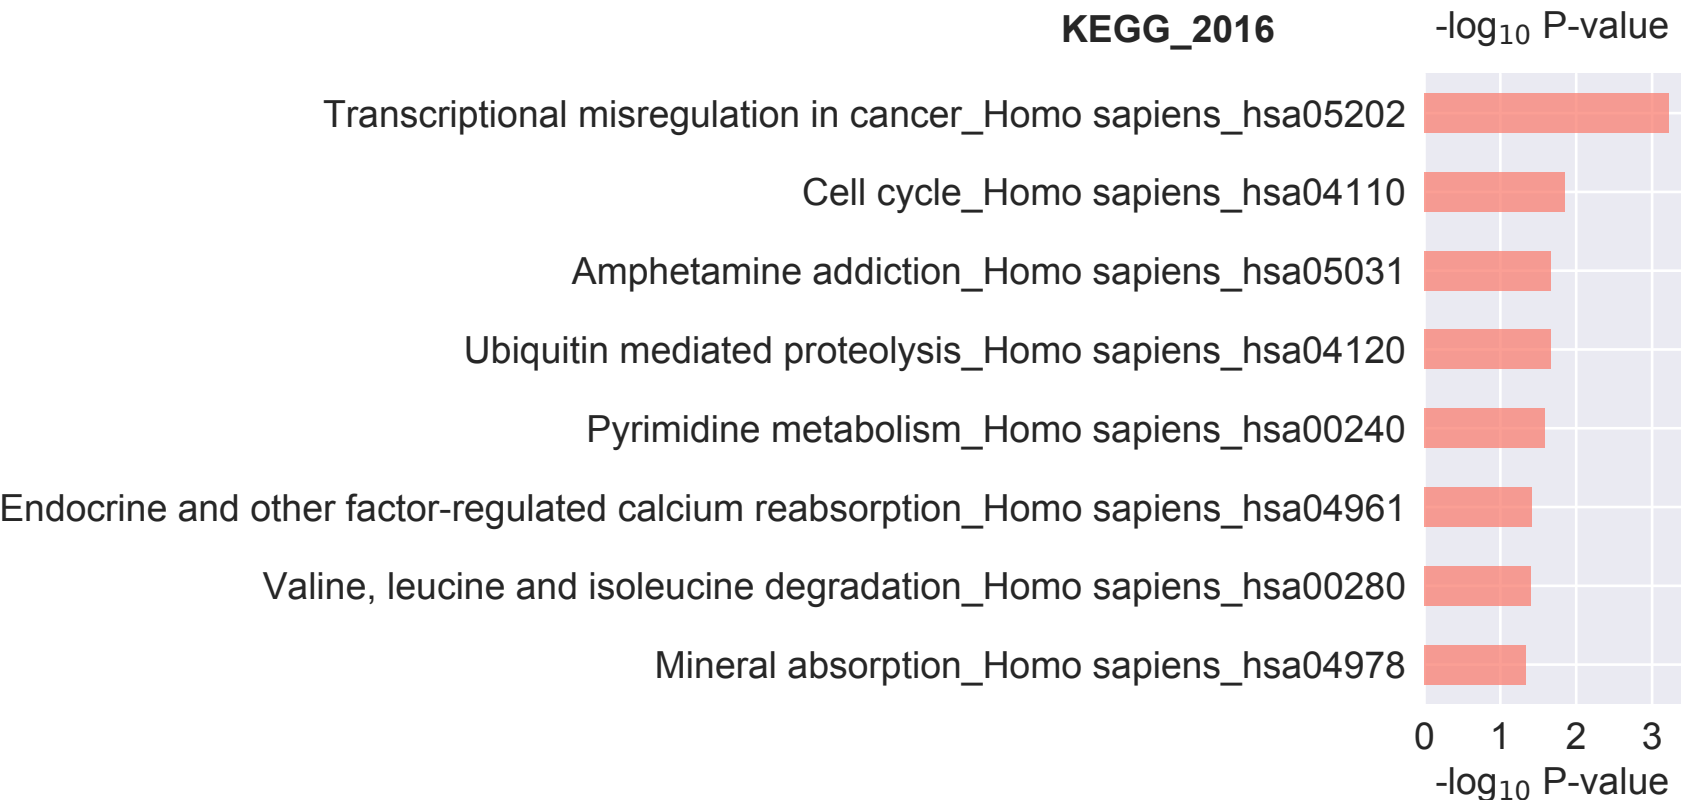 KEGG_2016 -log₁₀ P-value
Transcriptional misregulation in cancer_Homo sapiens_hsa05202
Cell cycle_Homo sapiens_hsa04110
Amphetamine addiction_Homo sapiens_hsa05031
Ubiquitin mediated proteolysis_Homo sapiens_hsa04120
Pyrimidine metabolism_Homo sapiens_hsa00240
Endocrine and other factor-regulated calcium reabsorption_Homo sapiens_hsa04961
Valine, leucine and isoleucine degradation_Homo sapiens_hsa00280
Mineral absorption_Homo sapiens_hsa04978
0 1 2 3
-log₁₀ P-value